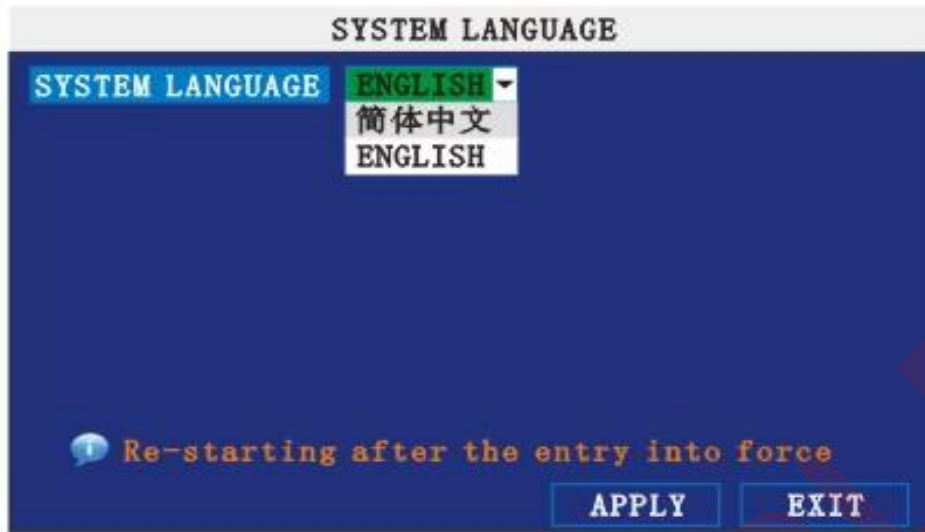 SYSTEM LANGUAGE
SYSTEM LANGUAGE ENGLISH
简体中文
ENGLISH
Re-starting after the entry into force
APPLY EXIT